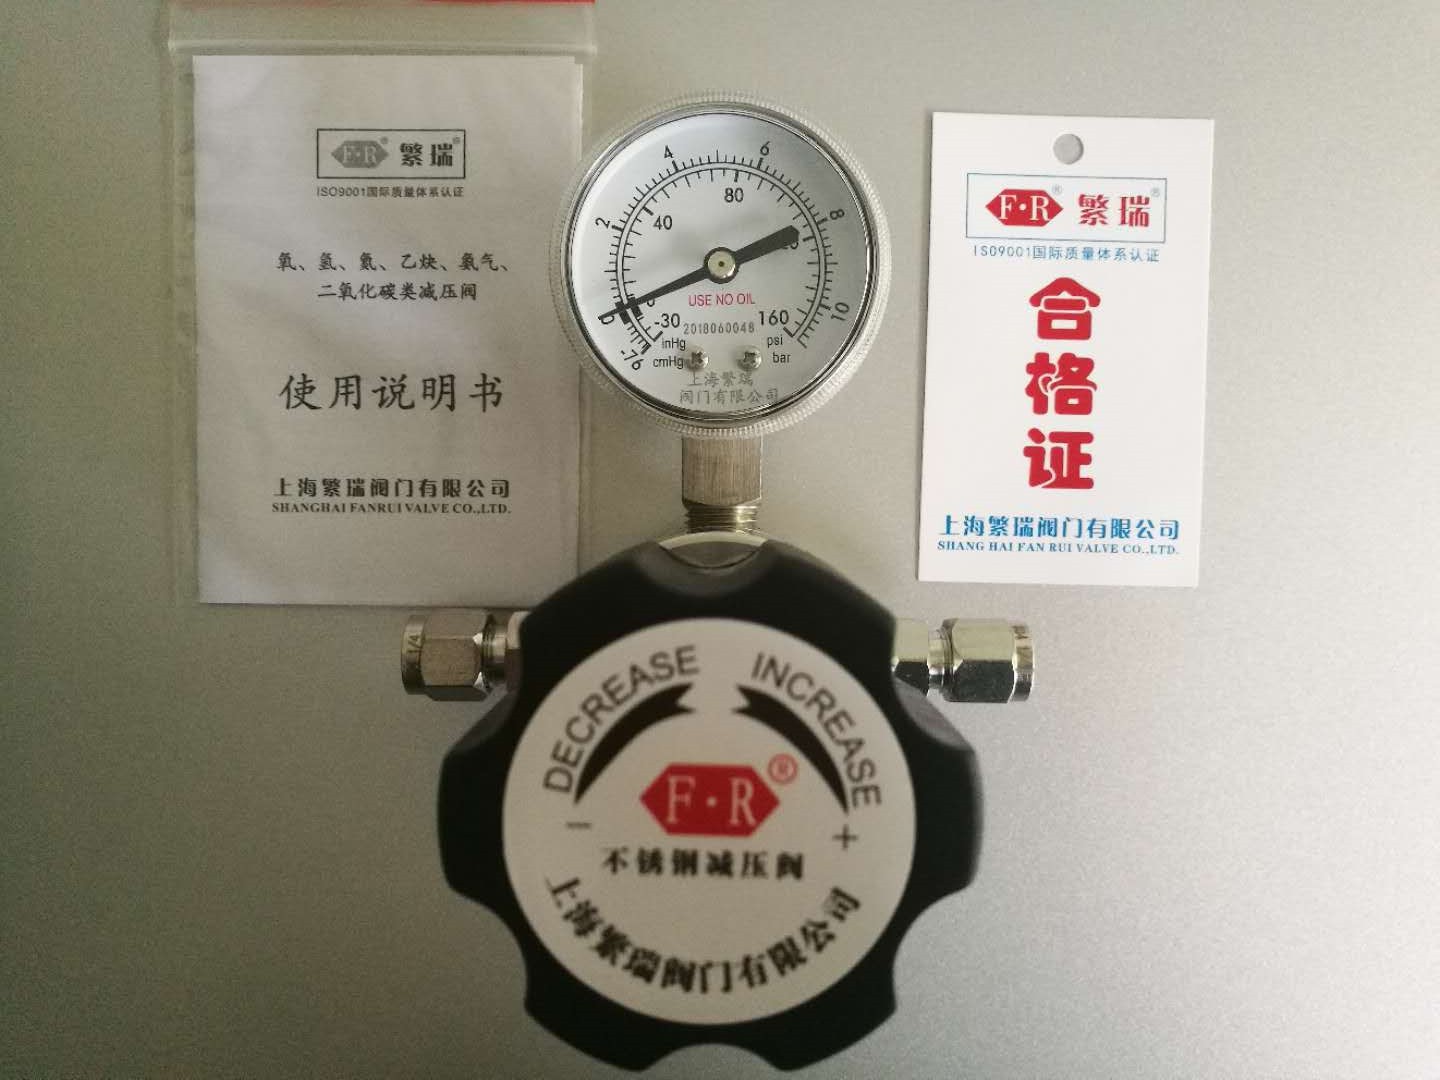 F·R® 繁瑞®
ISO9001国际质量体系认证
氧、氢、氮、乙炔、氨气、
二氧化碳类减压阀
使用说明书
上海繁瑞阀门有限公司
SHANGHAI FANRUI VALVE CO.,LTD.
4
6
80
2
40
8
0
-30
160
10
USE NO OIL
2018060048
inHg
psi
-76
cmHg
bar
上海繁瑞
阀门有限公司
F·R® 繁瑞®
ISO9001国际质量体系认证
合
格
证
上海繁瑞阀门有限公司
SHANG HAI FAN RUI VALVE CO.,LTD.
1/4
DECREASE
INCREASE
F·R®
− +
不锈钢减压阀
上海繁瑞阀门有限公司